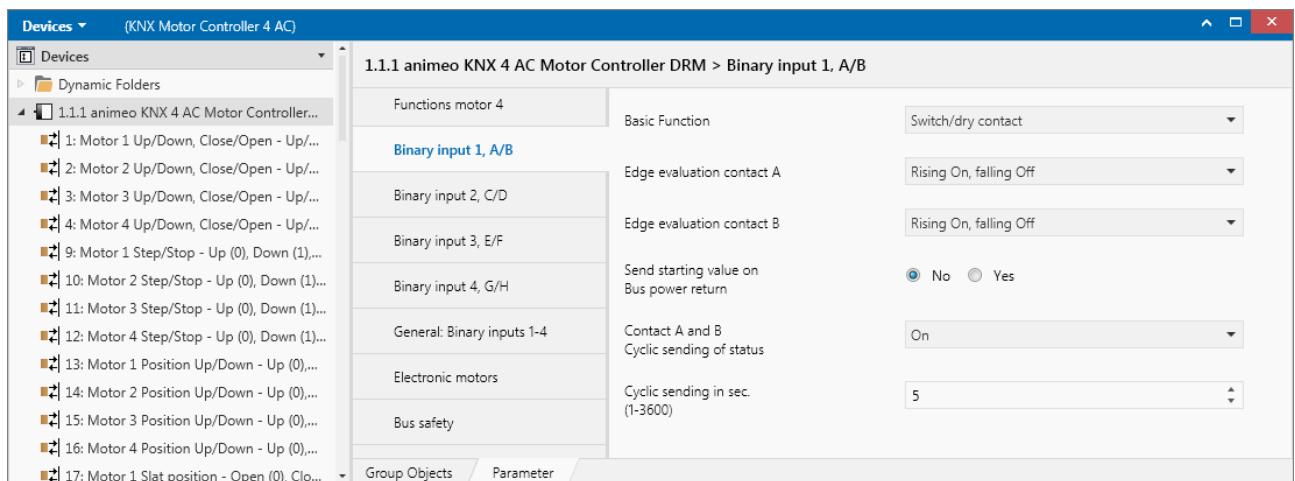 Devices (KNX Motor Controller 4 AC)
Devices
Dynamic Folders
1.1.1 animeo KNX 4 AC Motor Controller...
1: Motor 1 Up/Down, Close/Open - Up/...
2: Motor 2 Up/Down, Close/Open - Up/...
3: Motor 3 Up/Down, Close/Open - Up/...
4: Motor 4 Up/Down, Close/Open - Up/...
9: Motor 1 Step/Stop - Up (0), Down (1),...
10: Motor 2 Step/Stop - Up (0), Down (1)...
11: Motor 3 Step/Stop - Up (0), Down (1)...
12: Motor 4 Step/Stop - Up (0), Down (1)...
13: Motor 1 Position Up/Down - Up (0),...
14: Motor 2 Position Up/Down - Up (0),...
15: Motor 3 Position Up/Down - Up (0),...
16: Motor 4 Position Up/Down - Up (0),...
17: Motor 1 Slat position - Open (0), Clo...
1.1.1 animeo KNX 4 AC Motor Controller DRM > Binary input 1, A/B
Functions motor 4
Binary input 1, A/B
Binary input 2, C/D
Binary input 3, E/F
Binary input 4, G/H
General: Binary inputs 1-4
Electronic motors
Bus safety
Basic Function Switch/dry contact
Edge evaluation contact A Rising On, falling Off
Edge evaluation contact B Rising On, falling Off
Send starting value on
Bus power return No Yes
Contact A and B
Cyclic sending of status On
Cyclic sending in sec.
(1-3600) 5
Group Objects Parameter